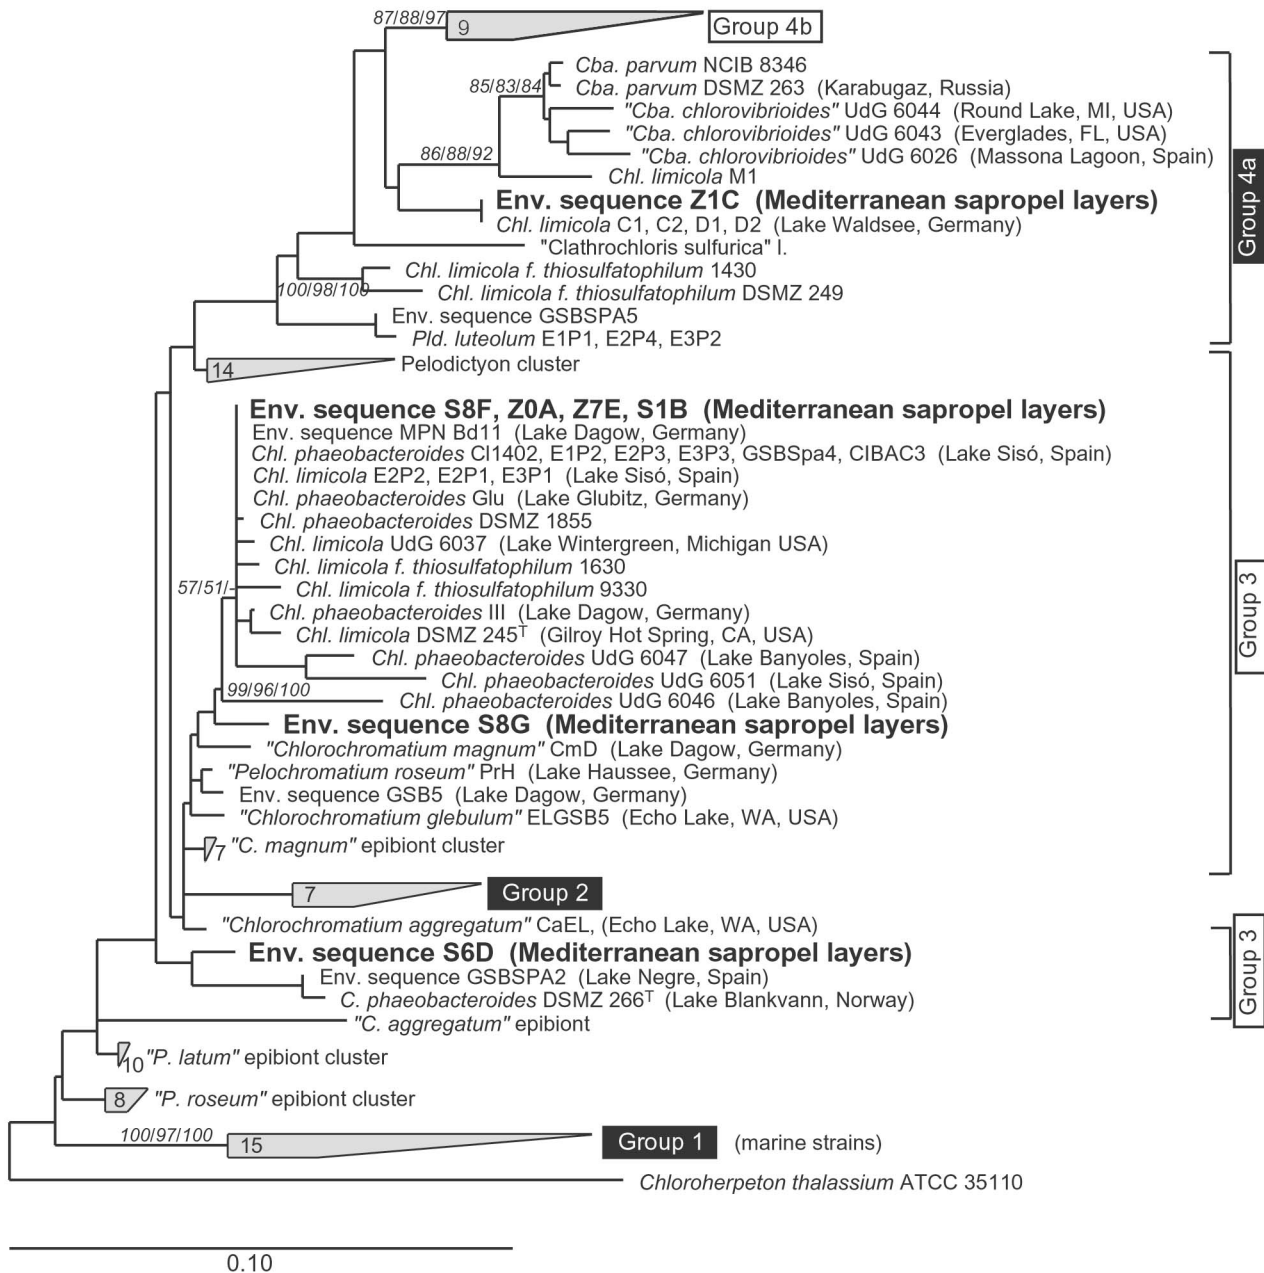 87/88/97
9
Group 4b
Cba. parvum NCIB 8346
85/83/84
Cba. parvum DSMZ 263 (Karabugaz, Russia)
"Cba. chlorovibrioides" UdG 6044 (Round Lake, MI, USA)
"Cba. chlorovibrioides" UdG 6043 (Everglades, FL, USA)
86/88/92
"Cba. chlorovibrioides" UdG 6026 (Massona Lagoon, Spain)
Chl. limicola M1
Env. sequence Z1C (Mediterranean sapropel layers)
Group 4a
Chl. limicola C1, C2, D1, D2 (Lake Waldsee, Germany)
"Clathrochloris sulfurica" I.
Chl. limicola f. thiosulfatophilum 1430
100/98/100
Chl. limicola f. thiosulfatophilum DSMZ 249
Env. sequence GSBSPA5
Pld. luteolum E1P1, E2P4, E3P2
14
Pelodictyon cluster
Env. sequence S8F, Z0A, Z7E, S1B (Mediterranean sapropel layers)
Env. sequence MPN Bd11 (Lake Dagow, Germany)
Chl. phaeobacteroides Cl1402, E1P2, E2P3, E3P3, GSBSpa4, CIBAC3 (Lake Sisó, Spain)
Chl. limicola E2P2, E2P1, E3P1 (Lake Sisó, Spain)
Chl. phaeobacteroides Glu (Lake Glubitz, Germany)
Chl. phaeobacteroides DSMZ 1855
Chl. limicola UdG 6037 (Lake Wintergreen, Michigan USA)
Chl. limicola f. thiosulfatophilum 1630
57/51/-
Chl. limicola f. thiosulfatophilum 9330
Group 3
Chl. phaeobacteroides III (Lake Dagow, Germany)
Chl. limicola DSMZ 245ᵀ (Gilroy Hot Spring, CA, USA)
Chl. phaeobacteroides UdG 6047 (Lake Banyoles, Spain)
Chl. phaeobacteroides UdG 6051 (Lake Sisó, Spain)
99/96/100
Chl. phaeobacteroides UdG 6046 (Lake Banyoles, Spain)
Env. sequence S8G (Mediterranean sapropel layers)
"Chlorochromatium magnum" CmD (Lake Dagow, Germany)
"Pelochromatium roseum" PrH (Lake Haussee, Germany)
Env. sequence GSB5 (Lake Dagow, Germany)
"Chlorochromatium glebulum" ELGSB5 (Echo Lake, WA, USA)
7
"C. magnum" epibiont cluster
7
Group 2
"Chlorochromatium aggregatum" CaEL, (Echo Lake, WA, USA)
Env. sequence S6D (Mediterranean sapropel layers)
Group 3
Env. sequence GSBSPA2 (Lake Negre, Spain)
C. phaeobacteroides DSMZ 266ᵀ (Lake Blankvann, Norway)
"C. aggregatum" epibiont
10
"P. latum" epibiont cluster
8
"P. roseum" epibiont cluster
100/97/100
15
Group 1
(marine strains)
Chloroherpeton thalassium ATCC 35110
0.10